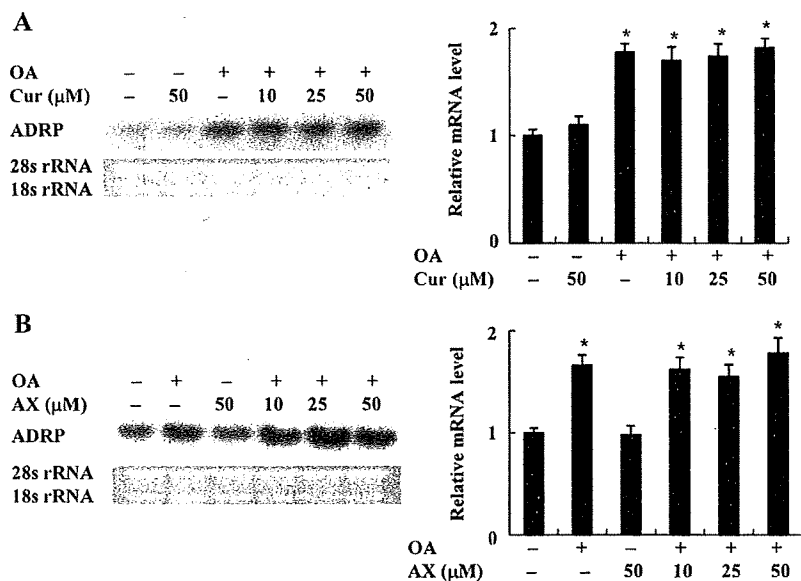 A
OA – – + + + +
Cur (μM) – 50 – 10 25 50
ADRP
28s rRNA
18s rRNA
Relative mRNA level
2
1
0
* * * *
OA – – + + + +
Cur (μM) – 50 – 10 25 50
B
OA – + – + + +
AX (μM) – – 50 10 25 50
ADRP
28s rRNA
18s rRNA
Relative mRNA level
2
1
0
* * * *
OA – + – + + +
AX (μM) – – 50 10 25 50